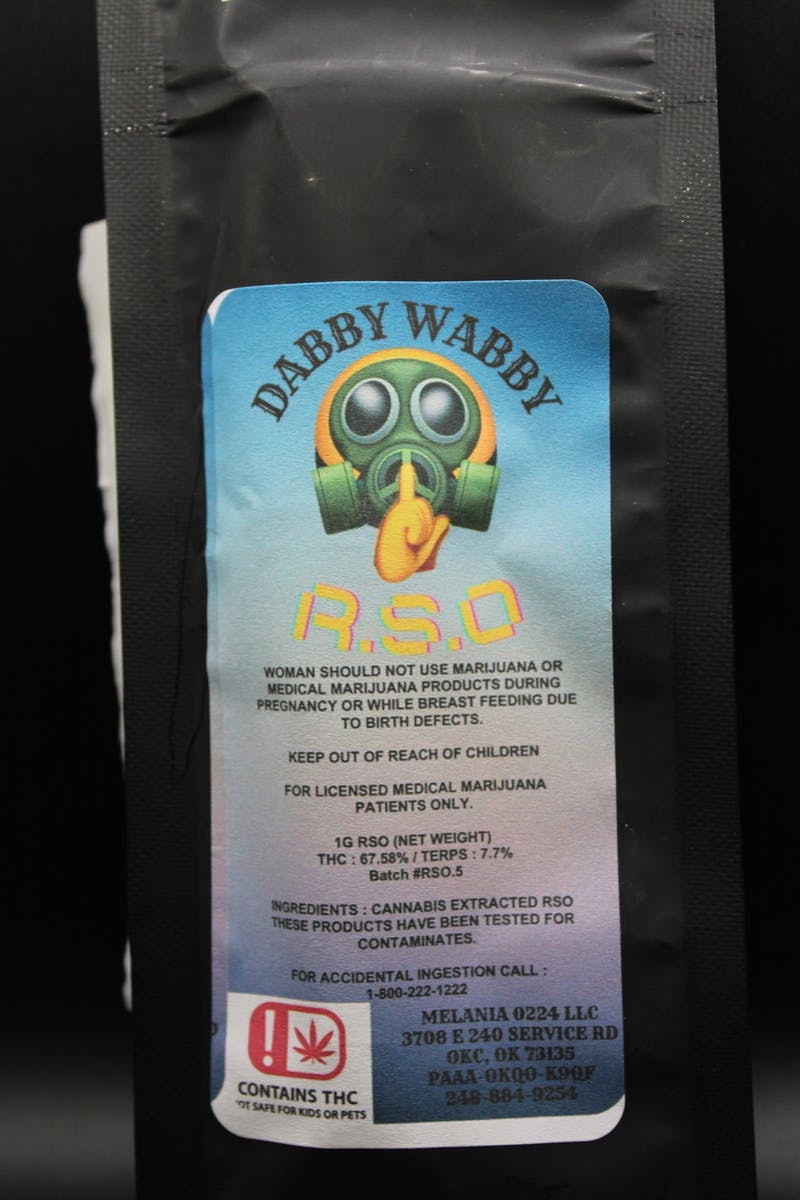 DABBY WABBY
R.S.O
WOMAN SHOULD NOT USE MARIJUANA OR
MEDICAL MARIJUANA PRODUCTS DURING
PREGNANCY OR WHILE BREAST FEEDING DUE
TO BIRTH DEFECTS.
KEEP OUT OF REACH OF CHILDREN
FOR LICENSED MEDICAL MARIJUANA
PATIENTS ONLY.
1G RSO (NET WEIGHT)
THC : 67.58% / TERPS : 7.7%
Batch #RSO.5
INGREDIENTS : CANNABIS EXTRACTED RSO
THESE PRODUCTS HAVE BEEN TESTED FOR
CONTAMINATES.
FOR ACCIDENTAL INGESTION CALL :
1-800-222-1222
!
CONTAINS THC
OT SAFE FOR KIDS OR PETS
MELANIA 0224 LLC
3708 E 240 SERVICE RD
OKC, OK 73135
PAAA-0KQ0-K9QF
248-884-9254